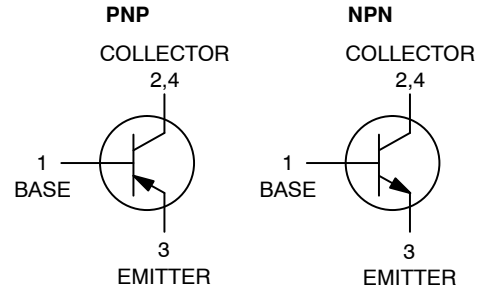 PNP
COLLECTOR
2,4
1
BASE
3
EMITTER
NPN
COLLECTOR
2,4
1
BASE
3
EMITTER